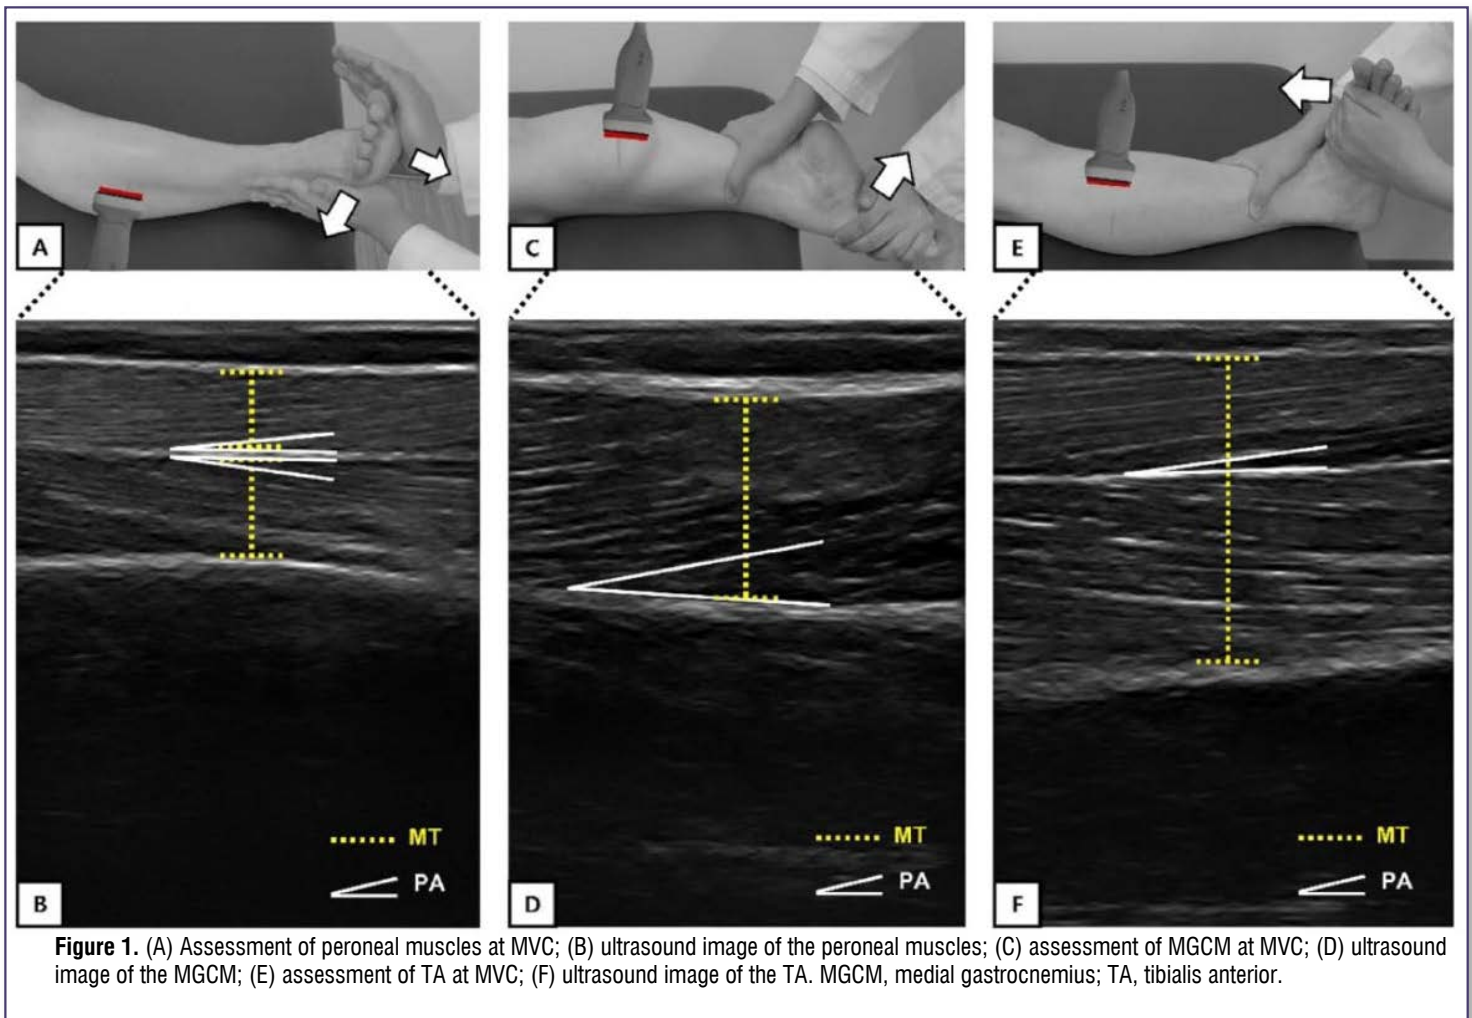 A
C
E
MT
PA
B
MT
PA
D
MT
PA
F
Figure 1. (A) Assessment of peroneal muscles at MVC; (B) ultrasound image of the peroneal muscles; (C) assessment of MGCM at MVC; (D) ultrasound
image of the MGCM; (E) assessment of TA at MVC; (F) ultrasound image of the TA. MGCM, medial gastrocnemius; TA, tibialis anterior.